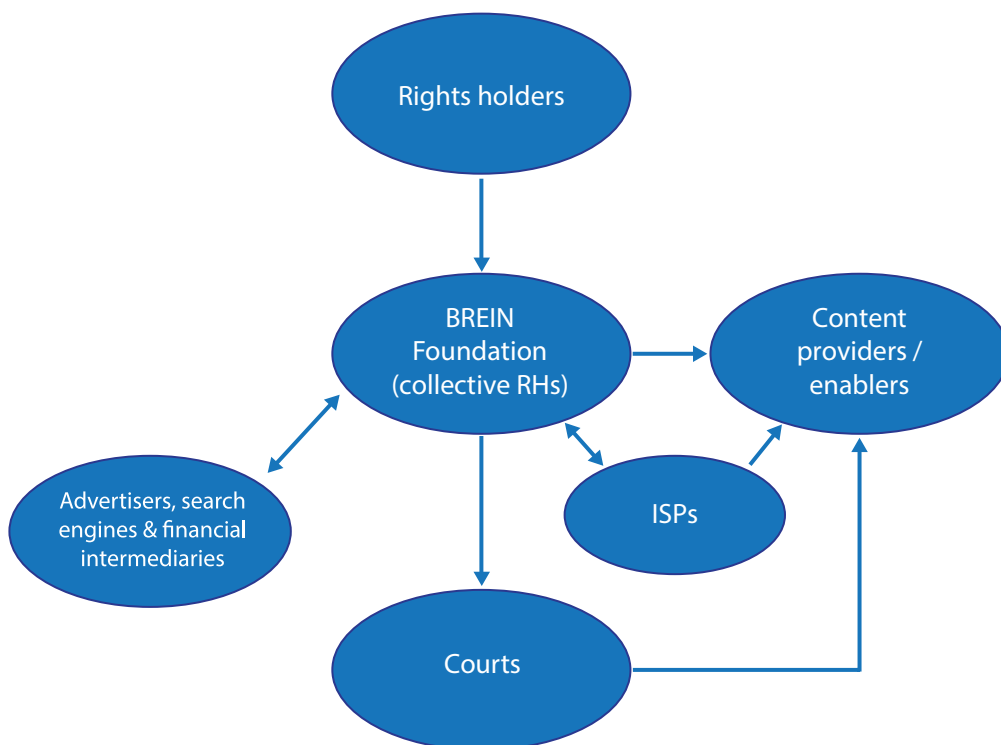 Rights holders
BREIN
Foundation
(collective RHs)
Content
providers /
enablers
Advertisers, search
engines & financial
intermediaries
ISPs
Courts